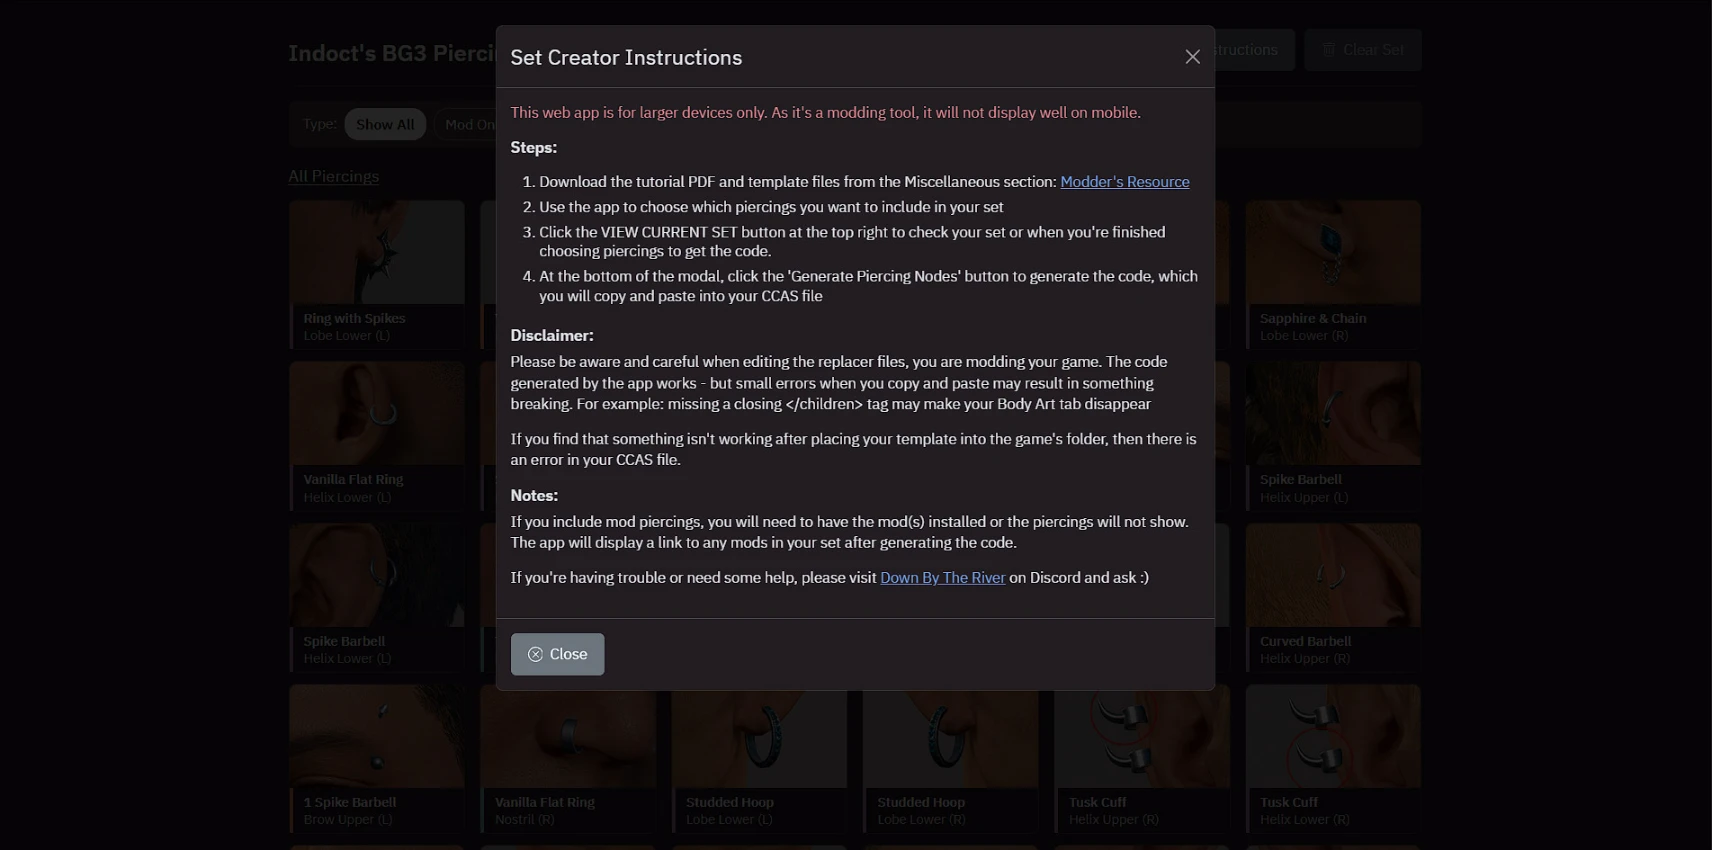 Indoct's BG3 Pierci
Set Creator Instructions
structions
Clear Set
Type:
Show All
Mod On
This web app is for larger devices only. As it's a modding tool, it will not display well on mobile.
Steps:
1. Download the tutorial PDF and template files from the Miscellaneous section: Modder's Resource
2. Use the app to choose which piercings you want to include in your set
3. Click the VIEW CURRENT SET button at the top right to check your set or when you're finished
choosing piercings to get the code.
4. At the bottom of the modal, click the 'Generate Piercing Nodes' button to generate the code, which
you will copy and paste into your CCAS file
Disclaimer:
Please be aware and careful when editing the replacer files, you are modding your game. The code
generated by the app works - but small errors when you copy and paste may result in something
breaking. For example: missing a closing </children> tag may make your Body Art tab disappear
If you find that something isn't working after placing your template into the game's folder, then there is
an error in your CCAS file.
Notes:
If you include mod piercings, you will need to have the mod(s) installed or the piercings will not show.
The app will display a link to any mods in your set after generating the code.
If you're having trouble or need some help, please visit Down By The River on Discord and ask :)
Close
All Piercings
Ring with Spikes
Lobe Lower (L)
Sapphire & Chain
Lobe Lower (R)
Vanilla Flat Ring
Helix Lower (L)
Spike Barbell
Helix Upper (L)
Spike Barbell
Helix Lower (L)
Curved Barbell
Helix Upper (R)
1 Spike Barbell
Brow Upper (L)
Vanilla Flat Ring
Nostril (R)
Studded Hoop
Lobe Lower (L)
Studded Hoop
Lobe Lower (R)
Tusk Cuff
Helix Upper (R)
Tusk Cuff
Helix Lower (R)